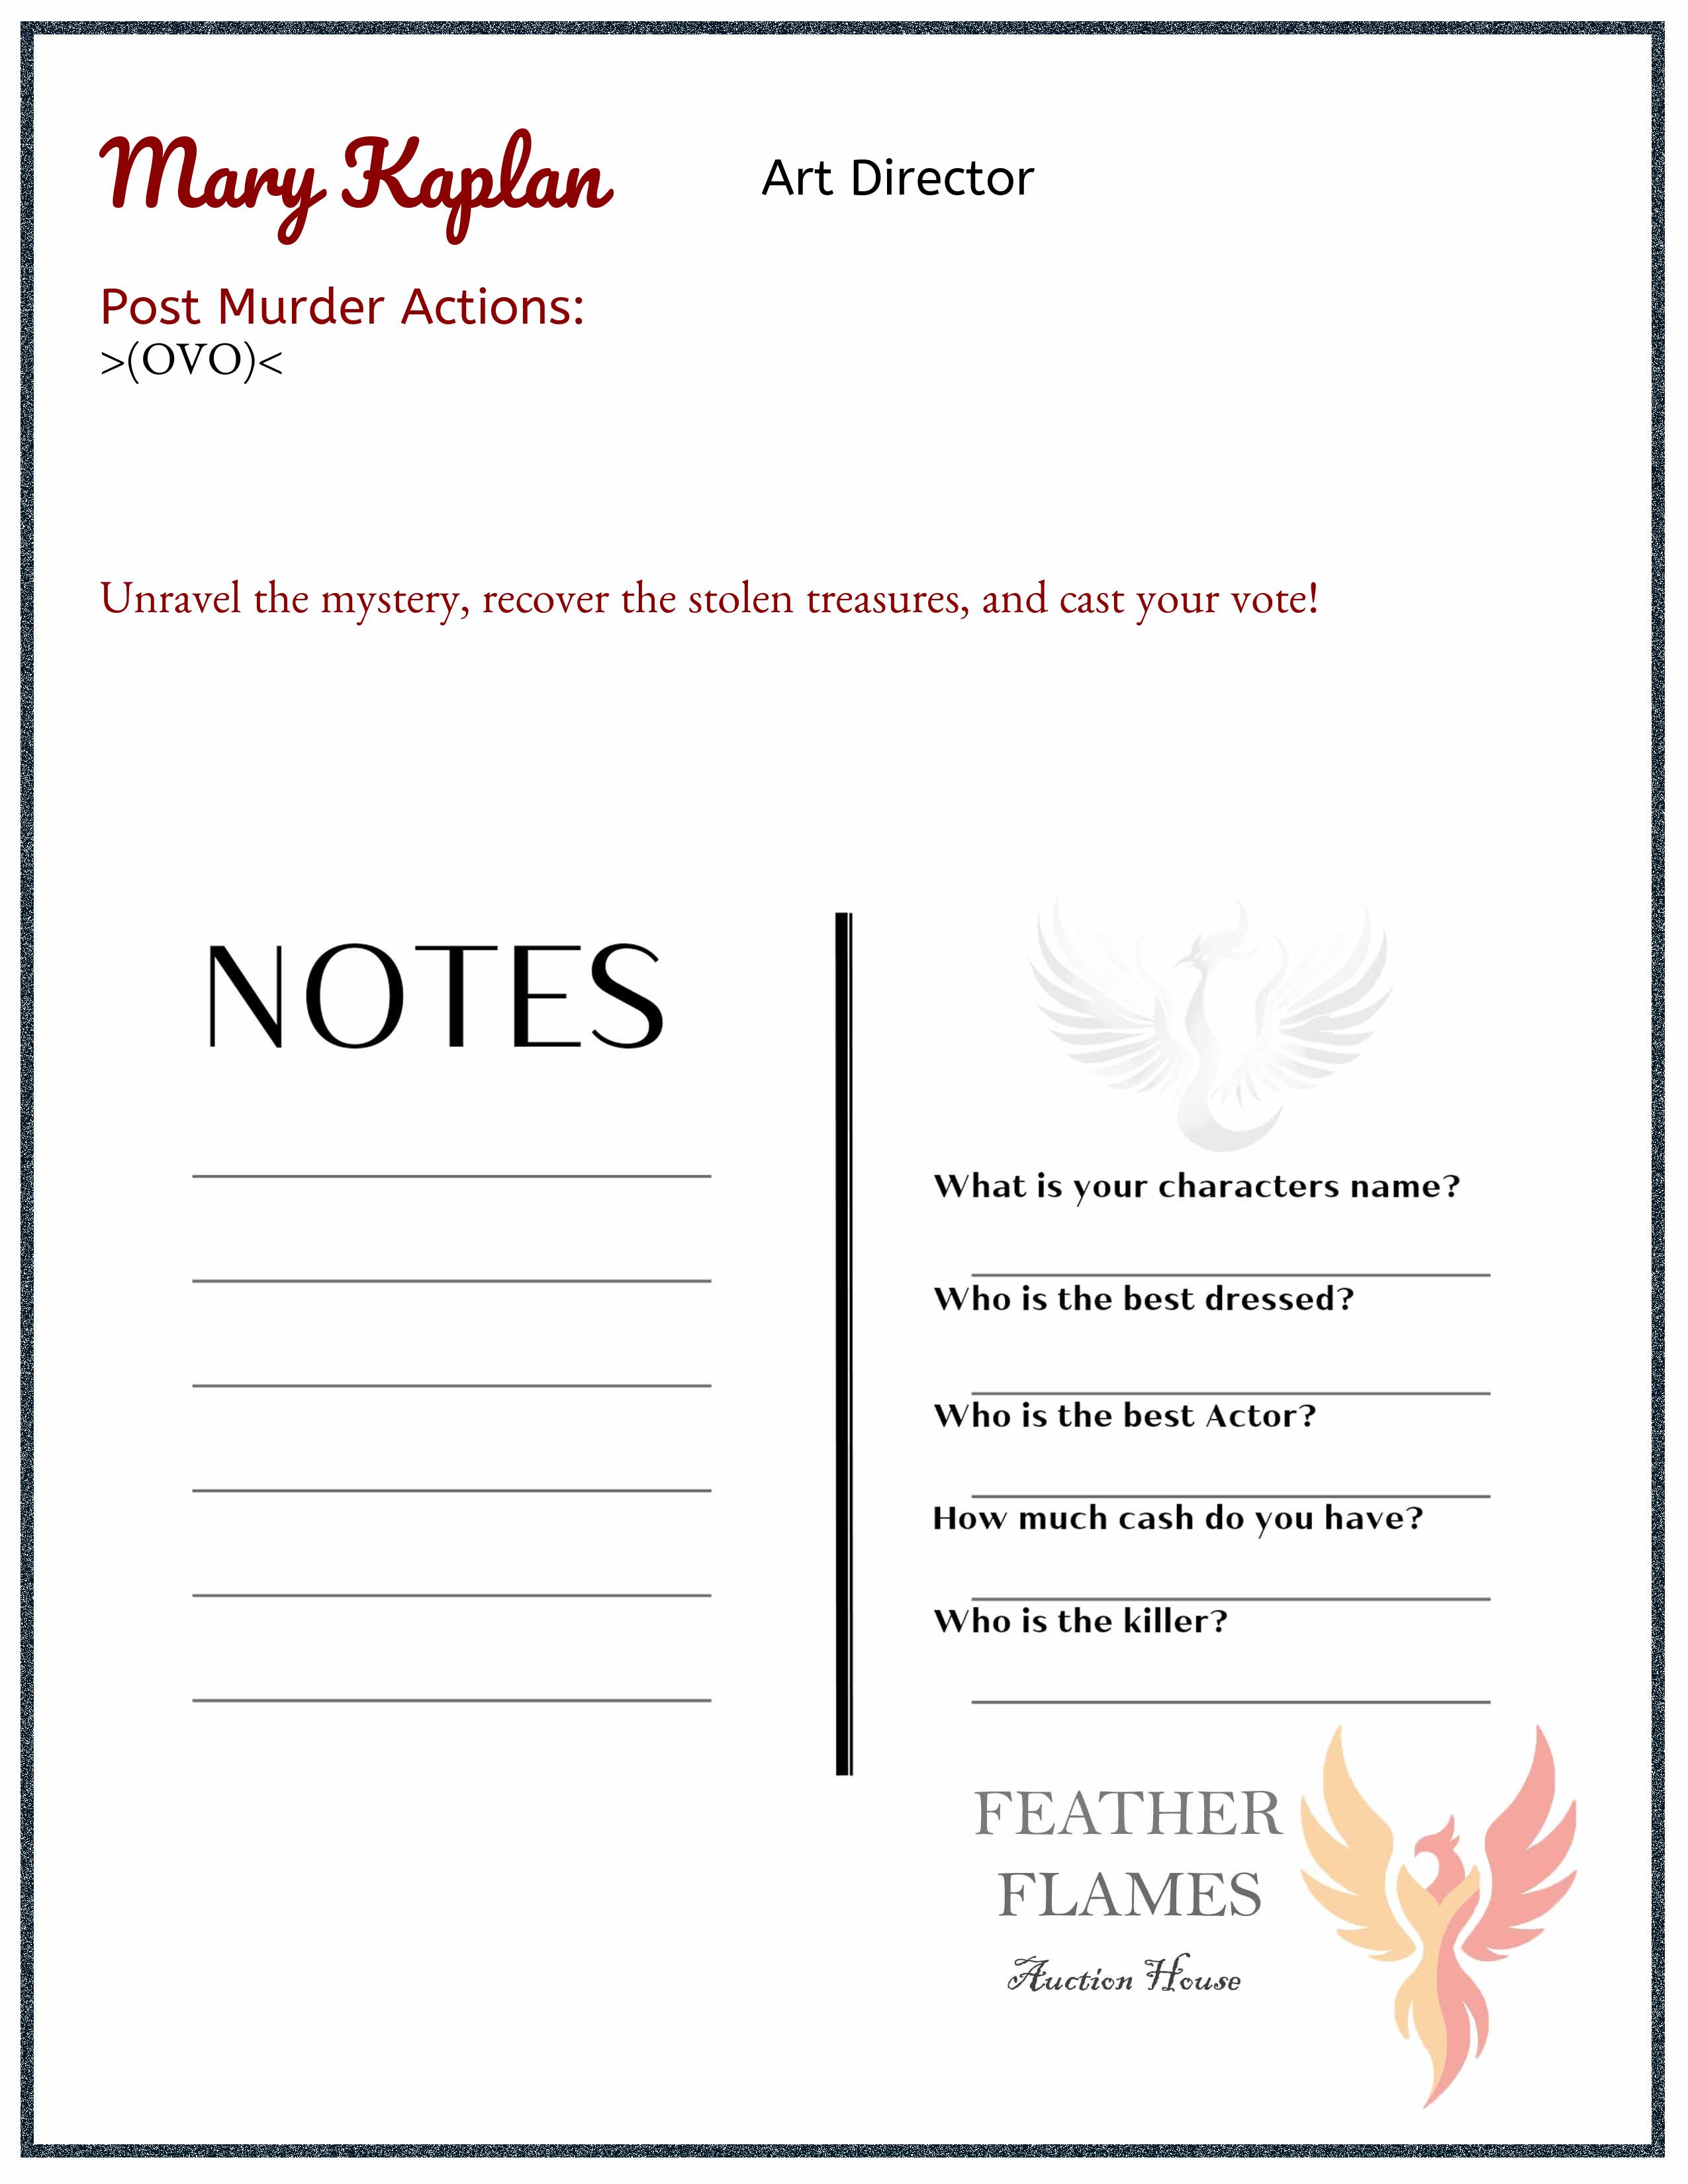 Mary Kaplan
Art Director
Post Murder Actions:
>(OVO)<
Unravel the mystery, recover the stolen treasures, and cast your vote!
NOTES
What is your characters name?
Who is the best dressed?
Who is the best Actor?
How much cash do you have?
Who is the killer?
FEATHER
FLAMES
Auction House